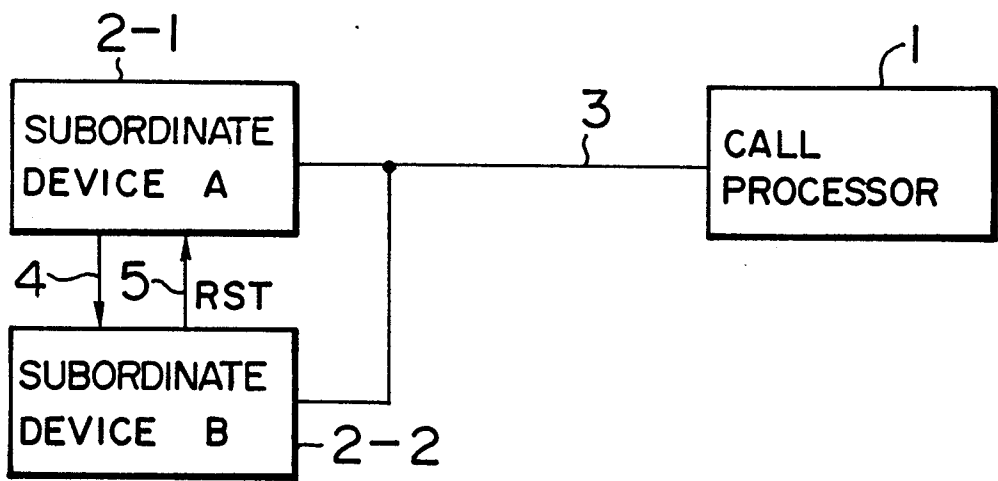 2-1
SUBORDINATE
DEVICE A
3
1
CALL
PROCESSOR
4
5
RST
SUBORDINATE
DEVICE B
2-2